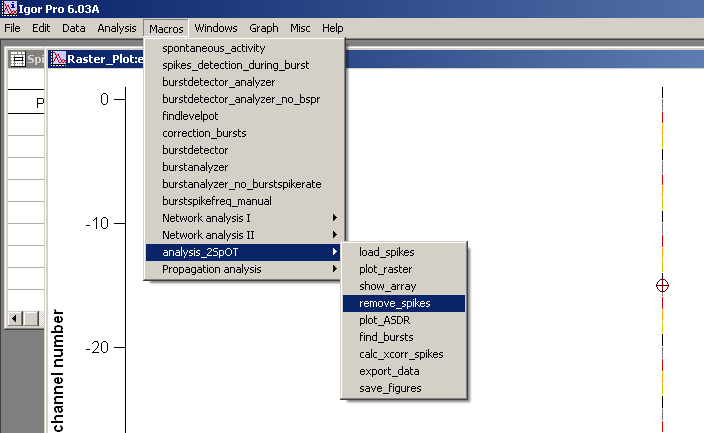 Igor Pro 6.03A
File Edit Data Analysis Macros Windows Graph Misc Help
spontaneous_activity
spikes_detection_during_burst
burstdetector_analyzer
burstdetector_analyzer_no_bspr
findlevelpot
correction_bursts
burstdetector
burstanalyzer
burstanalyzer_no_burstspikerate
burstspikefreq_manual
Network analysis I
Network analysis II
analysis_2SpOT
Propagation analysis
load_spikes
plot_raster
show_array
remove_spikes
plot_ASDR
find_bursts
calc_xcorr_spikes
export_data
save_figures
Sp
P
Raster_Plot:e
0
-10
-20
channel number